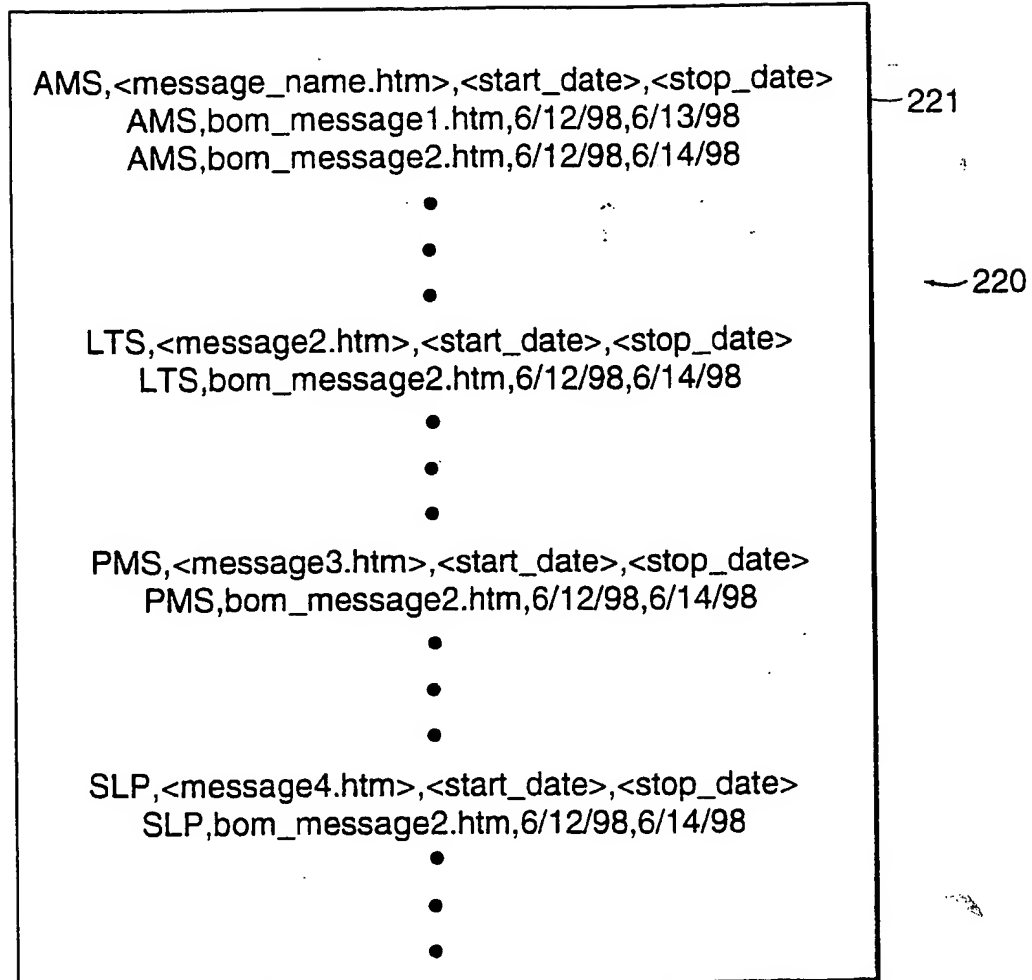 AMS,<message_name.htm>,<start_date>,<stop_date>
221
AMS,bom_message1.htm,6/12/98,6/13/98
AMS,bom_message2.htm,6/12/98,6/14/98
220
LTS,<message2.htm>,<start_date>,<stop_date>
LTS,bom_message2.htm,6/12/98,6/14/98
PMS,<message3.htm>,<start_date>,<stop_date>
PMS,bom_message2.htm,6/12/98,6/14/98
SLP,<message4.htm>,<start_date>,<stop_date>
SLP,bom_message2.htm,6/12/98,6/14/98